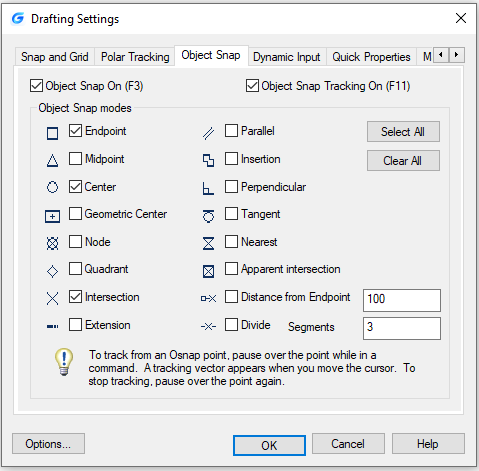 Drafting Settings
Snap and Grid Polar Tracking Object Snap Dynamic Input Quick Properties M
Object Snap On (F3) Object Snap Tracking On (F11)
Object Snap modes
Endpoint Parallel Select All
Midpoint Insertion Clear All
Center Perpendicular
Geometric Center Tangent
Node Nearest
Quadrant Apparent intersection
Intersection Distance from Endpoint 100
Extension Divide Segments 3
To track from an Osnap point, pause over the point while in a
command. A tracking vector appears when you move the cursor. To
stop tracking, pause over the point again.
Options... OK Cancel Help